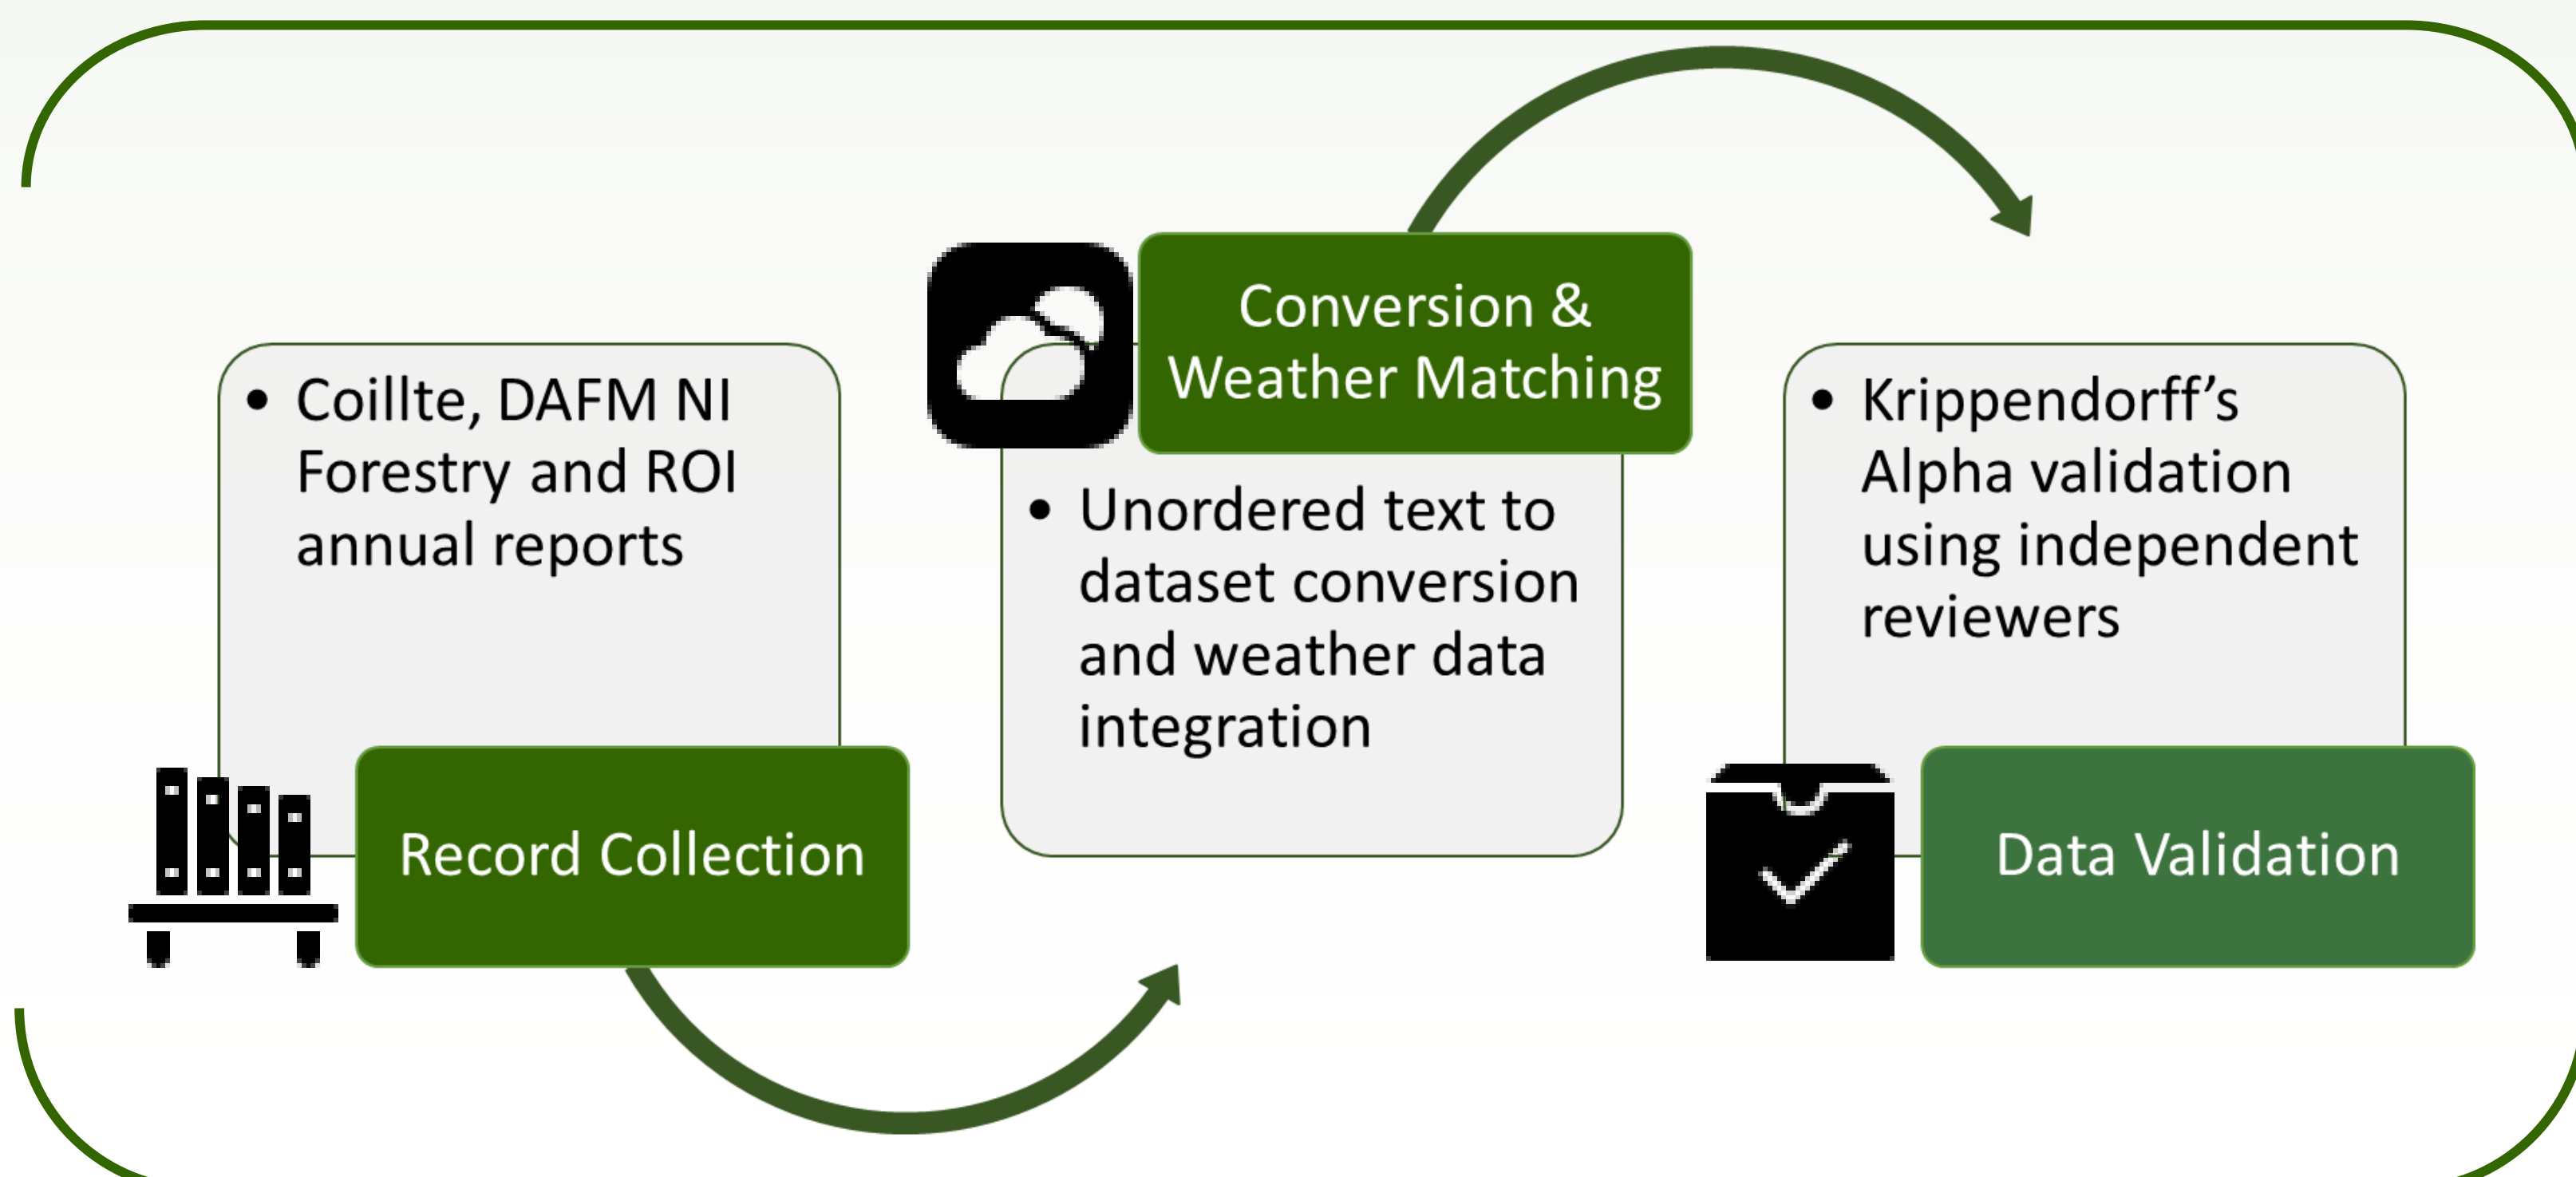 • Coillte, DAFM NI
Forestry and ROI
annual reports
Record Collection
Conversion &
Weather Matching
• Unordered text to
dataset conversion
and weather data
integration
• Krippendorff’s
Alpha validation
using independent
reviewers
Data Validation